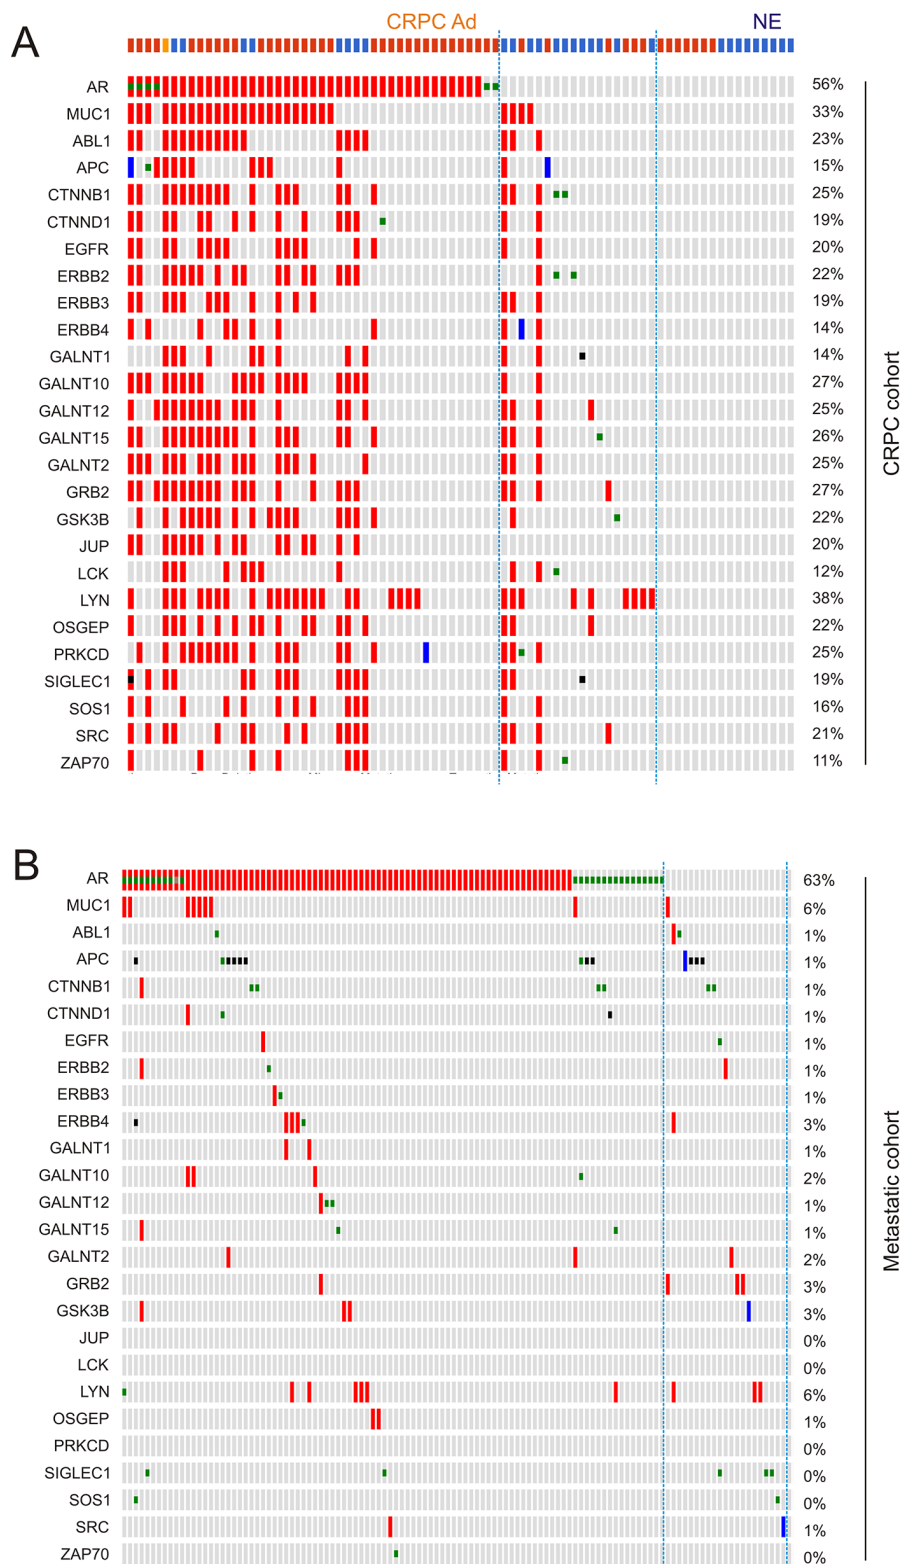 CRPC Ad NE
A
AR 56%
MUC1 33%
ABL1 23%
APC 15%
CTNNB1 25%
CTNND1 19%
EGFR 20%
ERBB2 22%
ERBB3 19%
ERBB4 14%
GALNT1 14%
GALNT10 27%
GALNT12 25%
GALNT15 26%
GALNT2 25%
GRB2 27%
GSK3B 22%
JUP 20%
LCK 12%
LYN 38%
OSGEP 22%
PRKCD 25%
SIGLEC1 19%
SOS1 16%
SRC 21%
ZAP70 11%
CRPC cohort
B
AR 63%
MUC1 6%
ABL1 1%
APC 1%
CTNNB1 1%
CTNND1 1%
EGFR 1%
ERBB2 1%
ERBB3 1%
ERBB4 3%
GALNT1 1%
GALNT10 2%
GALNT12 1%
GALNT15 1%
GALNT2 2%
GRB2 3%
GSK3B 3%
JUP 0%
LCK 0%
LYN 6%
OSGEP 1%
PRKCD 0%
SIGLEC1 0%
SOS1 0%
SRC 1%
ZAP70 0%
Metastatic cohort